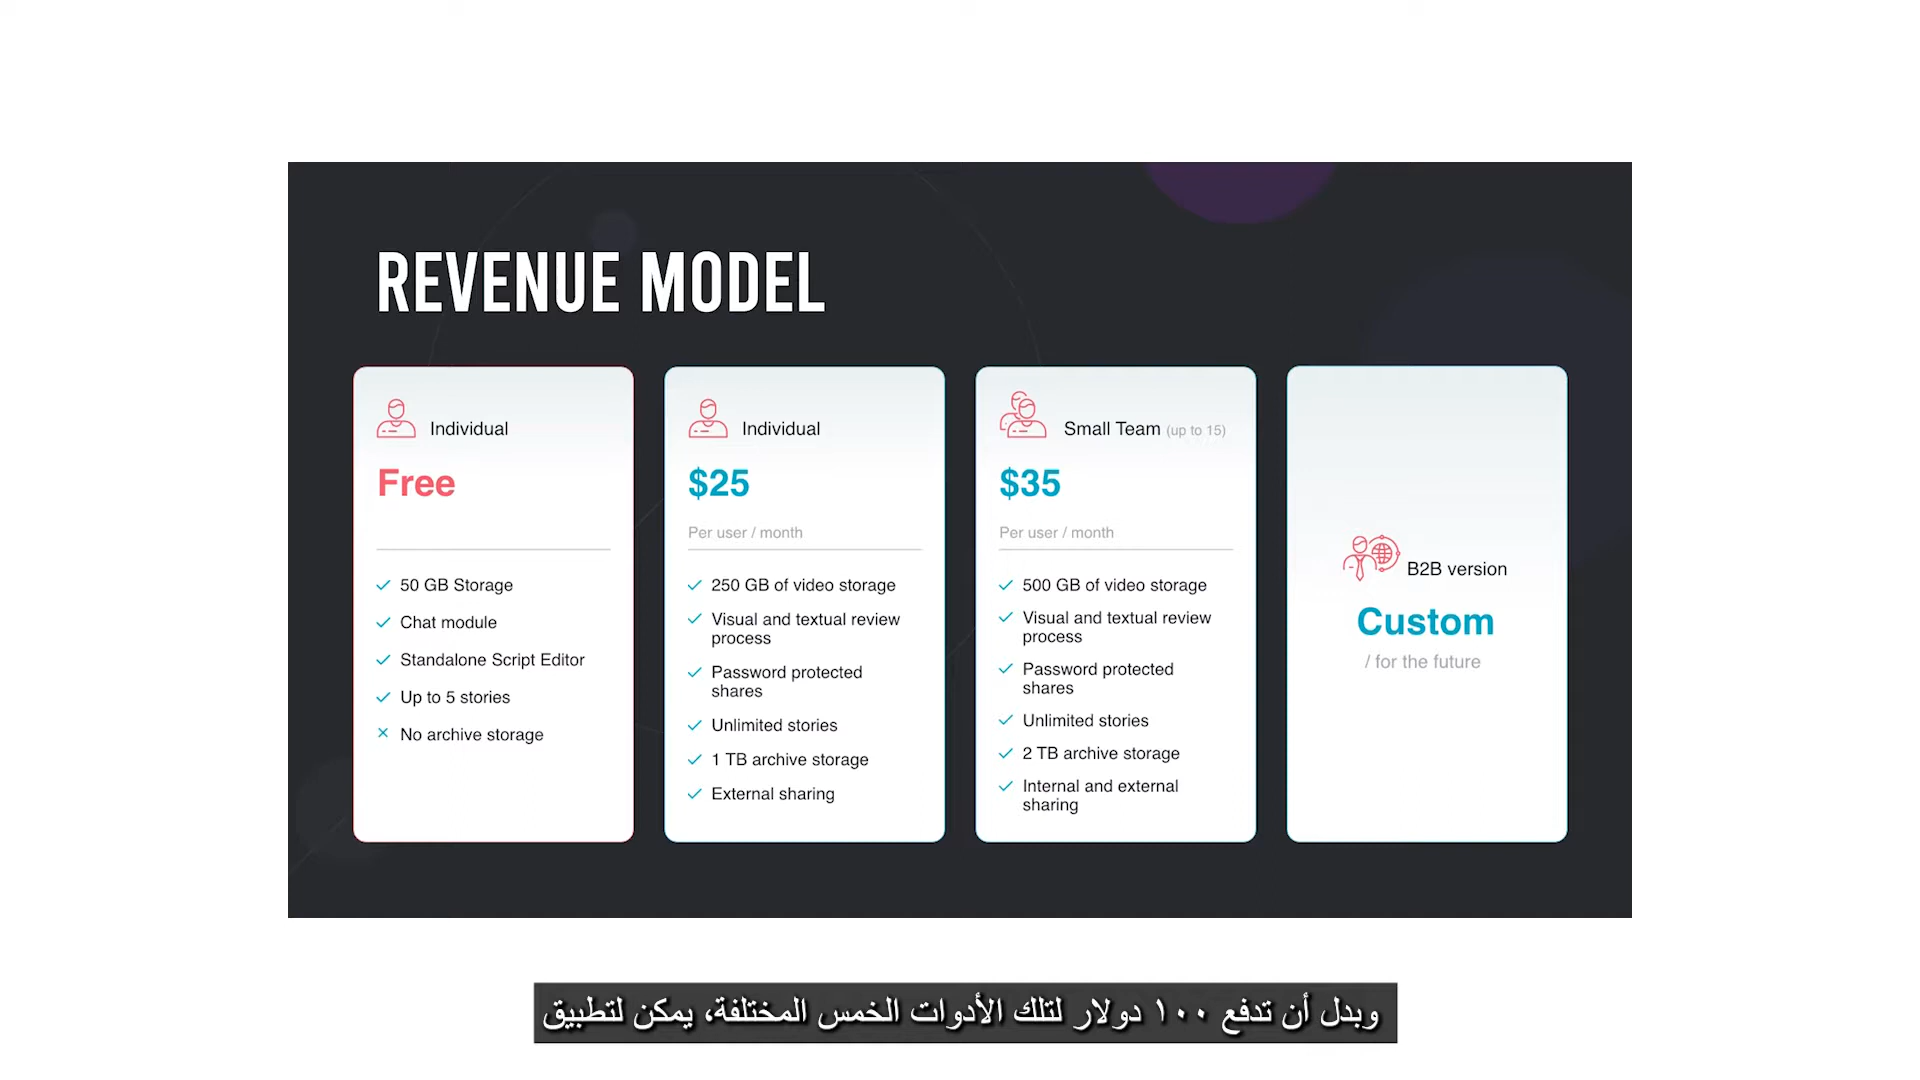 REVENUE MODEL
Individual
Free
50 GB Storage
Chat module
Standalone Script Editor
Up to 5 stories
No archive storage
Individual
$25
Per user / month
250 GB of video storage
Visual and textual review
process
Password protected
shares
Unlimited stories
1 TB archive storage
External sharing
Small Team (up to 15)
$35
Per user / month
500 GB of video storage
Visual and textual review
process
Password protected
shares
Unlimited stories
2 TB archive storage
Internal and external
sharing
B2B version
Custom
/ for the future
وبدل أن تدفع ١٠٠ دولار لتلك الأدوات الخمس المختلفة، يمكن لتطبيق